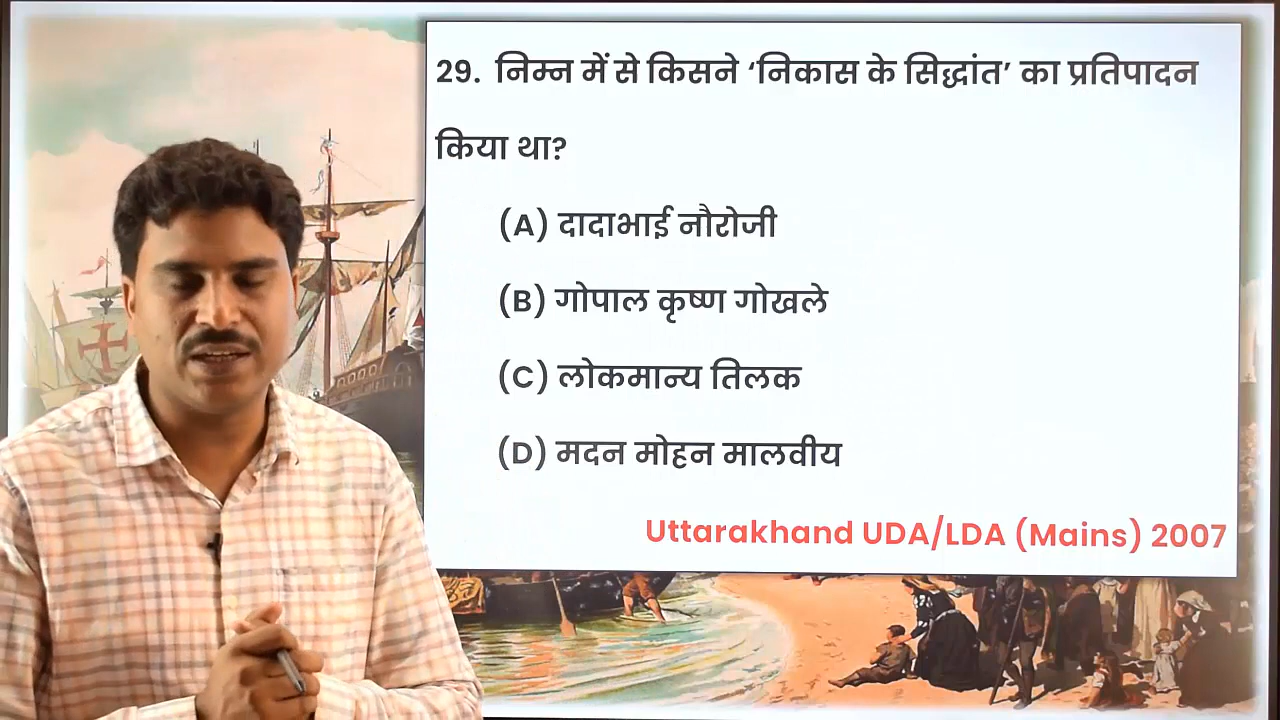 29. निम्न में से किसने ‘निकास के सिद्धांत’ का प्रतिपादन
किया था?
(A) दादाभाई नौरोजी
(B) गोपाल कृष्ण गोखले
(C) लोकमान्य तिलक
(D) मदन मोहन मालवीय
Uttarakhand UDA/LDA (Mains) 2007